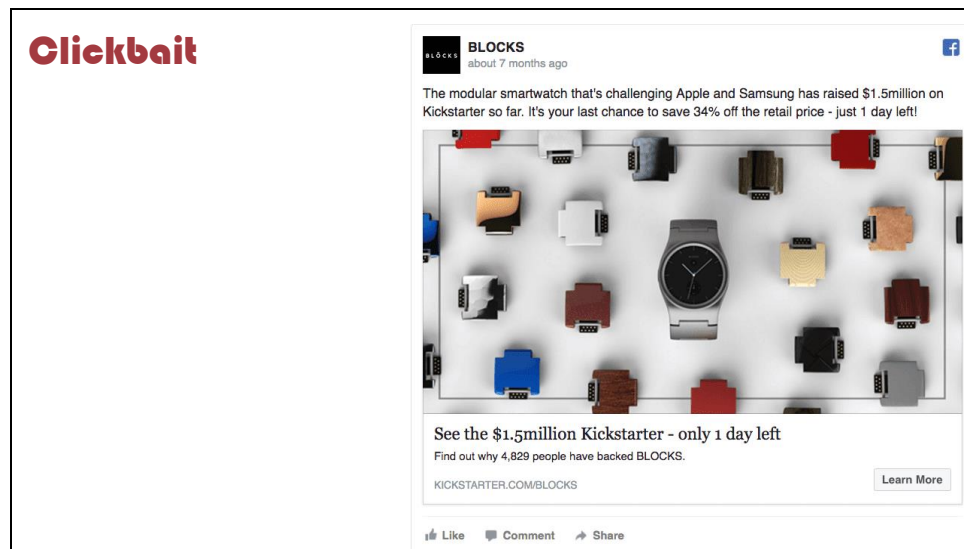 Clickbait
BLOCKS
BLOCKS
about 7 months ago
The modular smartwatch that's challenging Apple and Samsung has raised $1.5million on
Kickstarter so far. It's your last chance to save 34% off the retail price - just 1 day left!
See the $1.5million Kickstarter - only 1 day left
Find out why 4,829 people have backed BLOCKS.
KICKSTARTER.COM/BLOCKS
Learn More
Like Comment Share